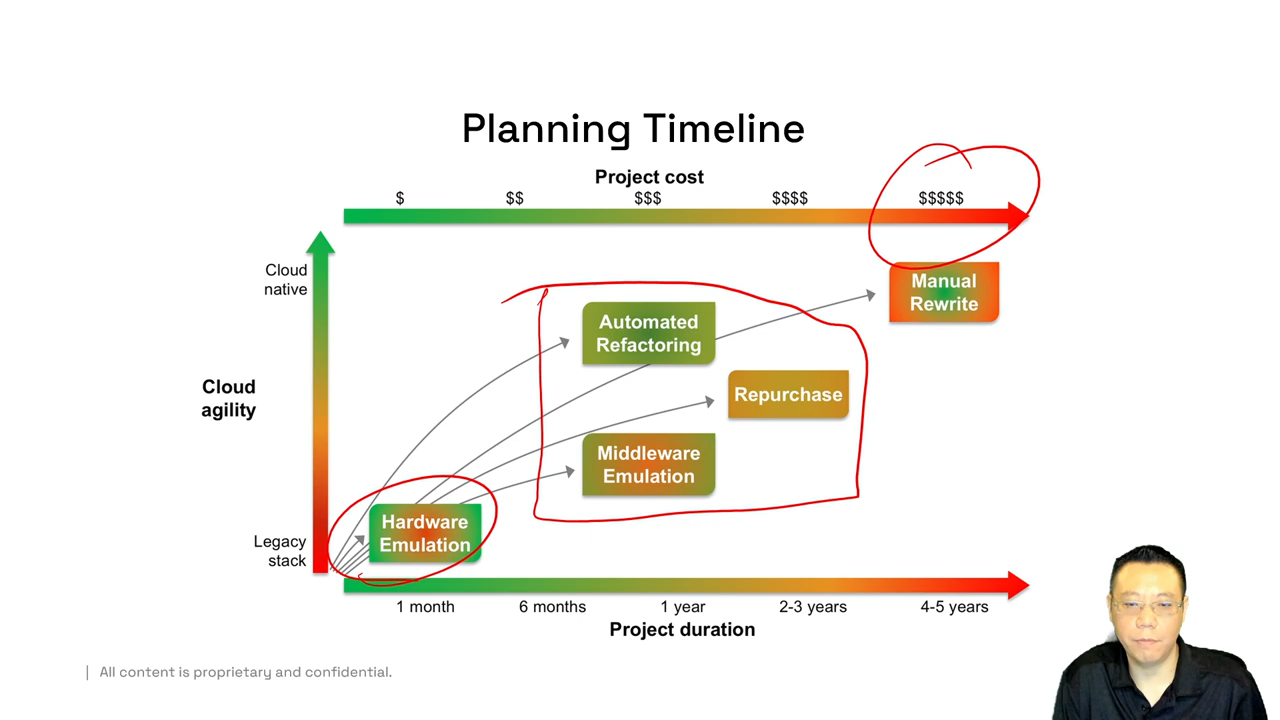 Planning Timeline
Project cost
$ $$ $$$ $$$$ $$$$$
Cloud
native
Manual
Rewrite
Automated
Refactoring
Cloud
agility
Repurchase
Middleware
Emulation
Hardware
Emulation
Legacy
stack
1 month 6 months 1 year 2-3 years 4-5 years
Project duration
| All content is proprietary and confidential.